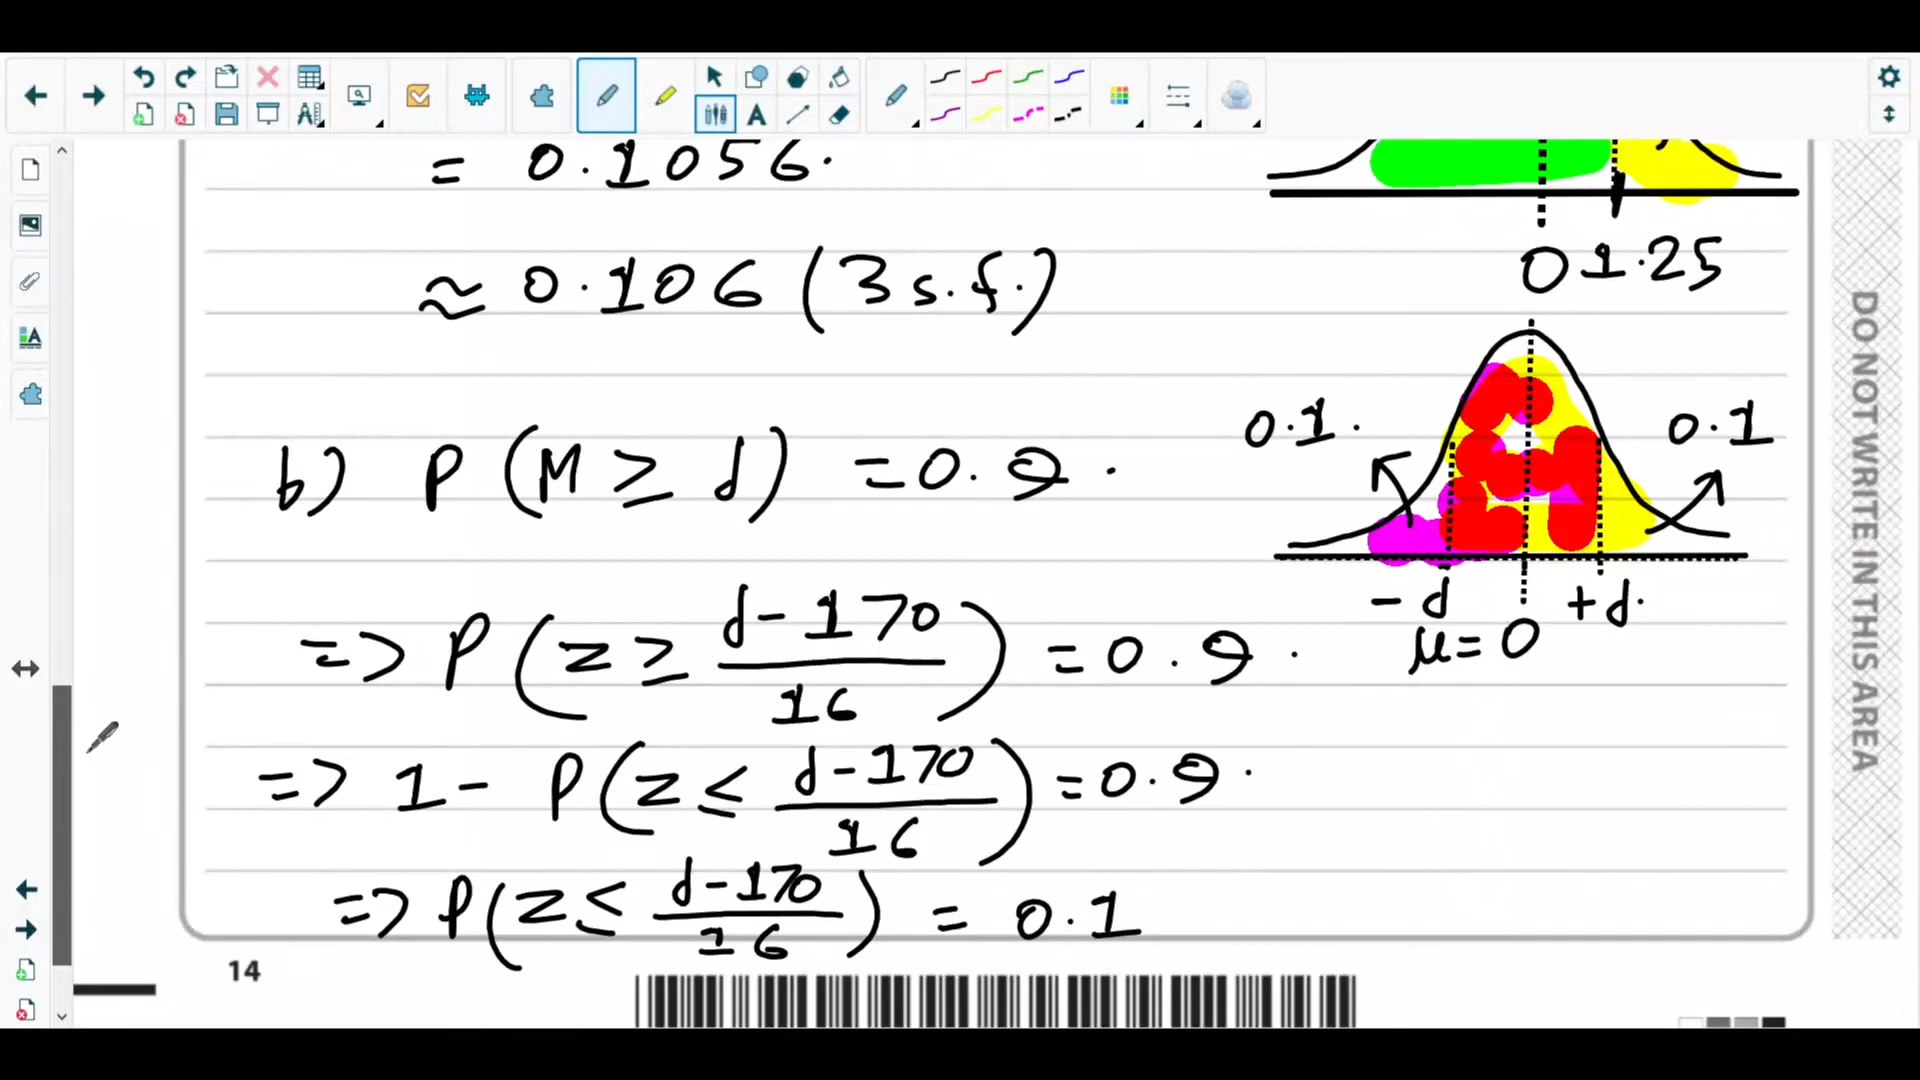 = 0.1056.
≈ 0.106 (3 s.f.)
0 1.25
b) P (M ≥ d) = 0.9.
0.1.
0.1
-d
+d.
μ = 0
=> P (z ≥ (d - 170)/16) = 0.9.
=> 1 - P (z ≤ (d - 170)/16) = 0.9.
=> P (z ≤ (d - 170)/16) = 0.1
14
DO NOT WRITE IN THIS AREA